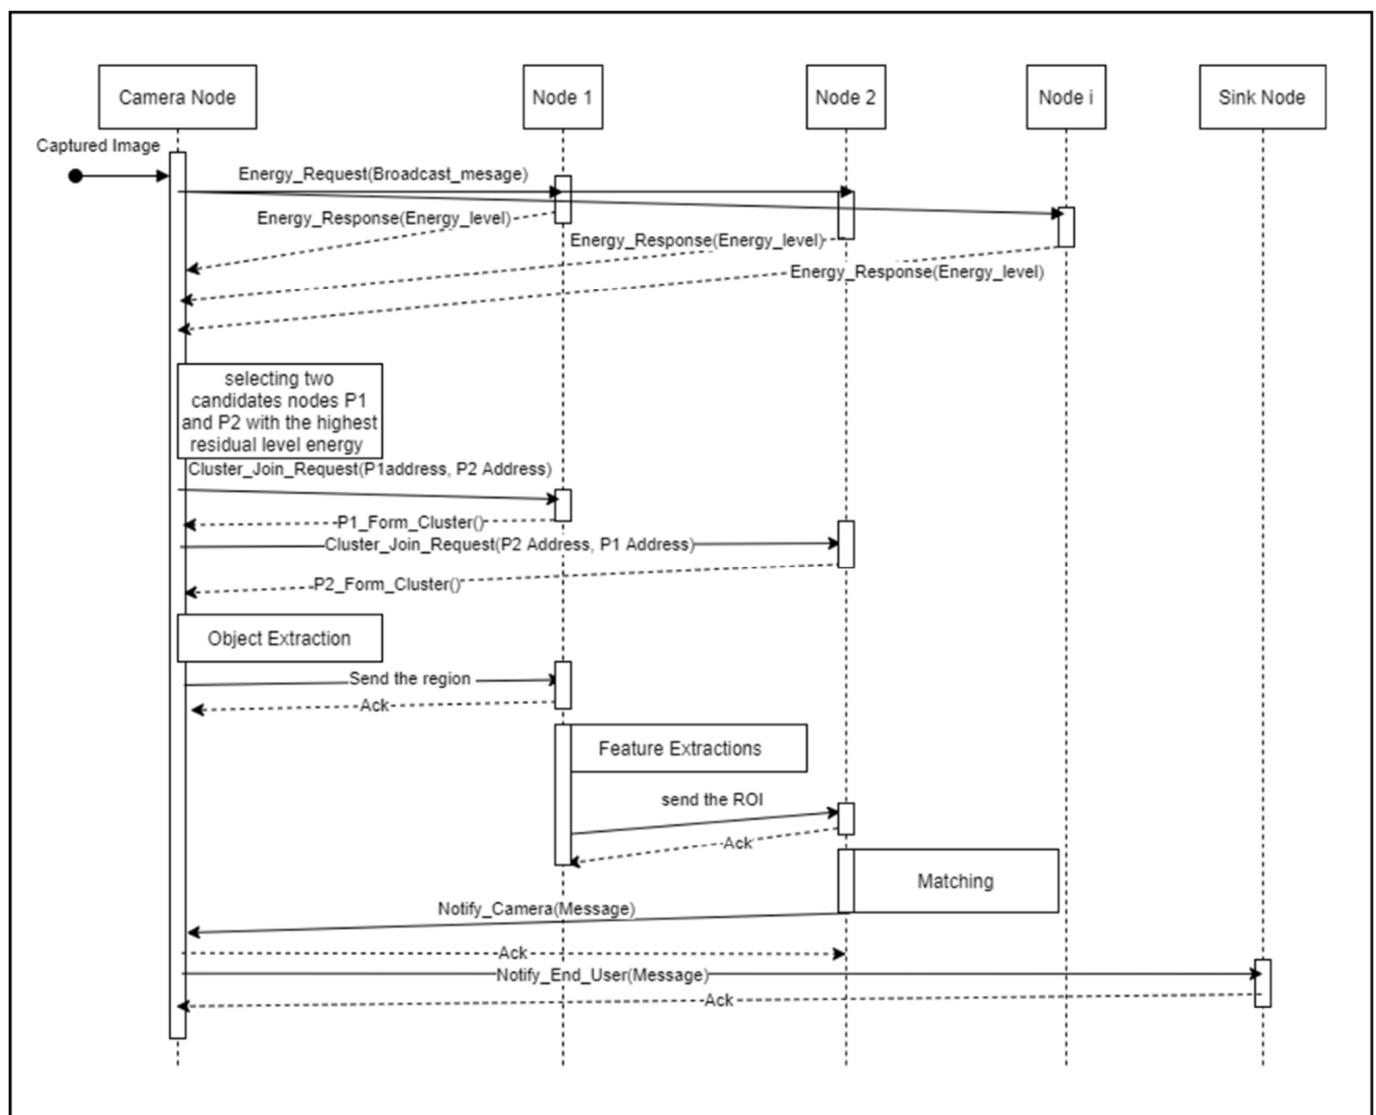 Camera Node
Node 1
Node 2
Node i
Sink Node
Captured Image
Energy_Request(Broadcast_mesage)
Energy_Response(Energy_level)
Energy_Response(Energy_level)
Energy_Response(Energy_level)
selecting two
candidates nodes P1
and P2 with the highest
residual level energy
Cluster_Join_Request(P1address, P2 Address)
P1_Form_Cluster()
Cluster_Join_Request(P2 Address, P1 Address)
P2_Form_Cluster()
Object Extraction
Send the region
Ack
Feature Extractions
send the ROI
Ack
Matching
Notify_Camera(Message)
Ack
Notify_End_User(Message)
Ack